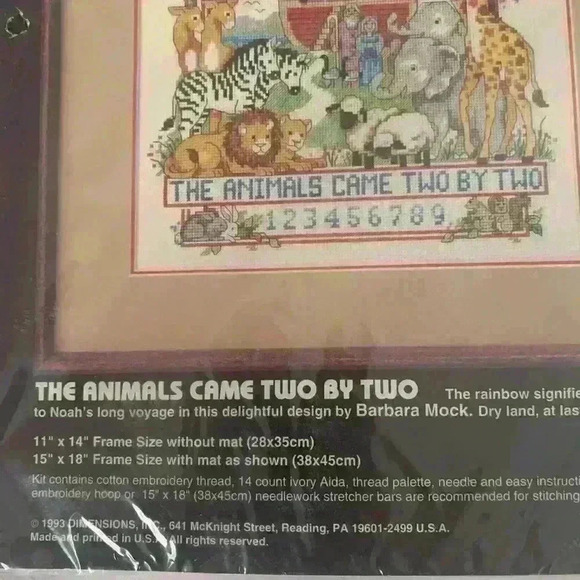 THE ANIMALS CAME TWO BY TWO
123456789
THE ANIMALS CAME TWO BY TWO The rainbow signifie
to Noah's long voyage in this delightful design by Barbara Mock. Dry land, at las
11" x 14" Frame Size without mat (28x35cm)
15" x 18" Frame Size with mat as shown (38x45cm)
Kit contains cotton embroidery thread, 14 count ivory Aida, thread palette, needle and easy instructi
embroidery hoop or 15" x 18" (38x45cm) needlework stretcher bars are recommended for stitching
© 1993 DIMENSIONS, INC., 641 McKnight Street, Reading, PA 19601-2499 U.S.A.
Made and printed in U.S.A. All rights reserved.